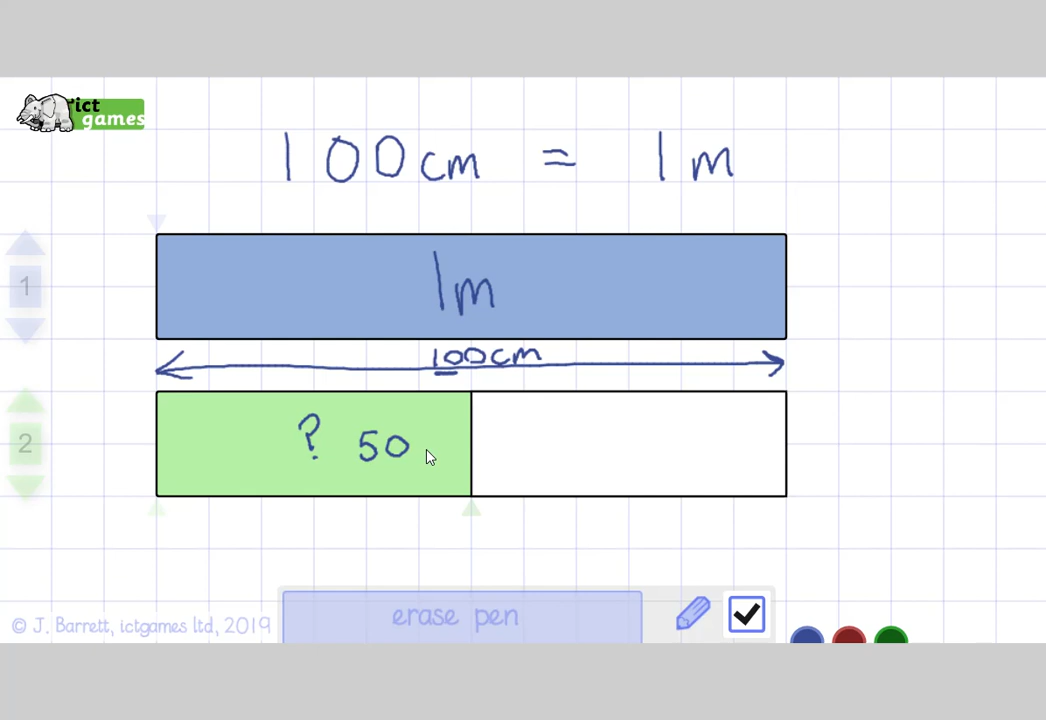 ict
games
100cm = 1m
1
1m
100cm
2
? 50
erase pen
© J. Barrett, ictgames ltd, 2019